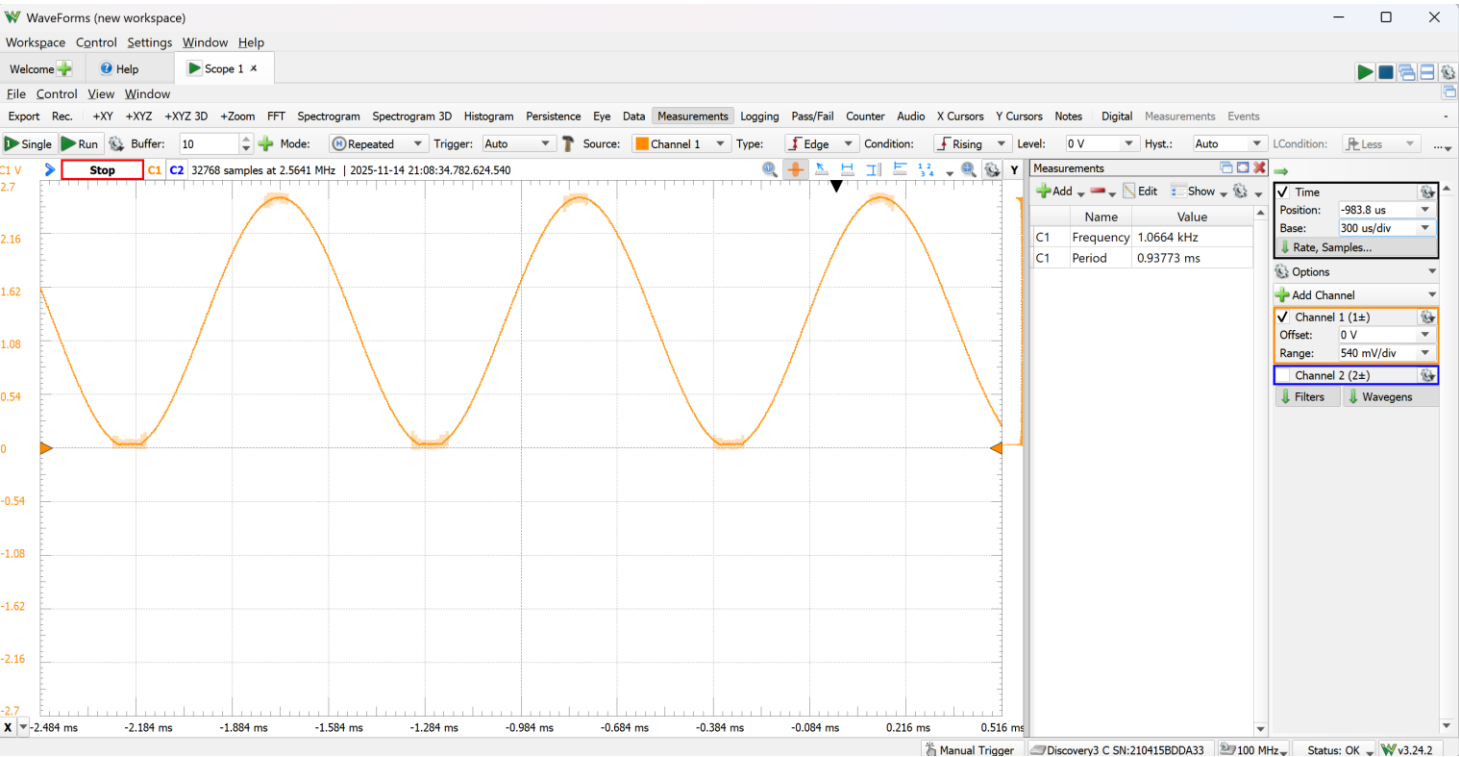 WaveForms (new workspace)
Workspace Control Settings Window Help
Welcome Help Scope 1
File Control View Window
Export Rec. +XY +XYZ +XYZ 3D +Zoom FFT Spectrogram Spectrogram 3D Histogram Persistence Eye Data Measurements Logging Pass/Fail Counter Audio X Cursors Y Cursors Notes Digital Measurements Events
Single Run Buffer: 10 Mode: Repeated Trigger: Auto Source: Channel 1 Type: Edge Condition: Rising Level: 0 V Hyst.: Auto LCondition: Less ...
C1 V Stop C1 C2 32768 samples at 2.5641 MHz | 2025-11-14 21:08:34.782.624.540 Y
2.7
2.16
1.62
1.08
0.54
0
-0.54
-1.08
-1.62
-2.16
-2.7
X -2.484 ms -2.184 ms -1.884 ms -1.584 ms -1.284 ms -0.984 ms -0.684 ms -0.384 ms -0.084 ms 0.216 ms 0.516 ms
Measurements
Add Edit Show
Name Value
C1 Frequency 1.0664 kHz
C1 Period 0.93773 ms
Time
Position: -983.8 us
Base: 300 us/div
Rate, Samples...
Options
Add Channel
Channel 1 (1±)
Offset: 0 V
Range: 540 mV/div
Channel 2 (2±)
Filters Wavegens
Manual Trigger Discovery3 C SN:210415BDDA33 100 MHz Status: OK v3.24.2